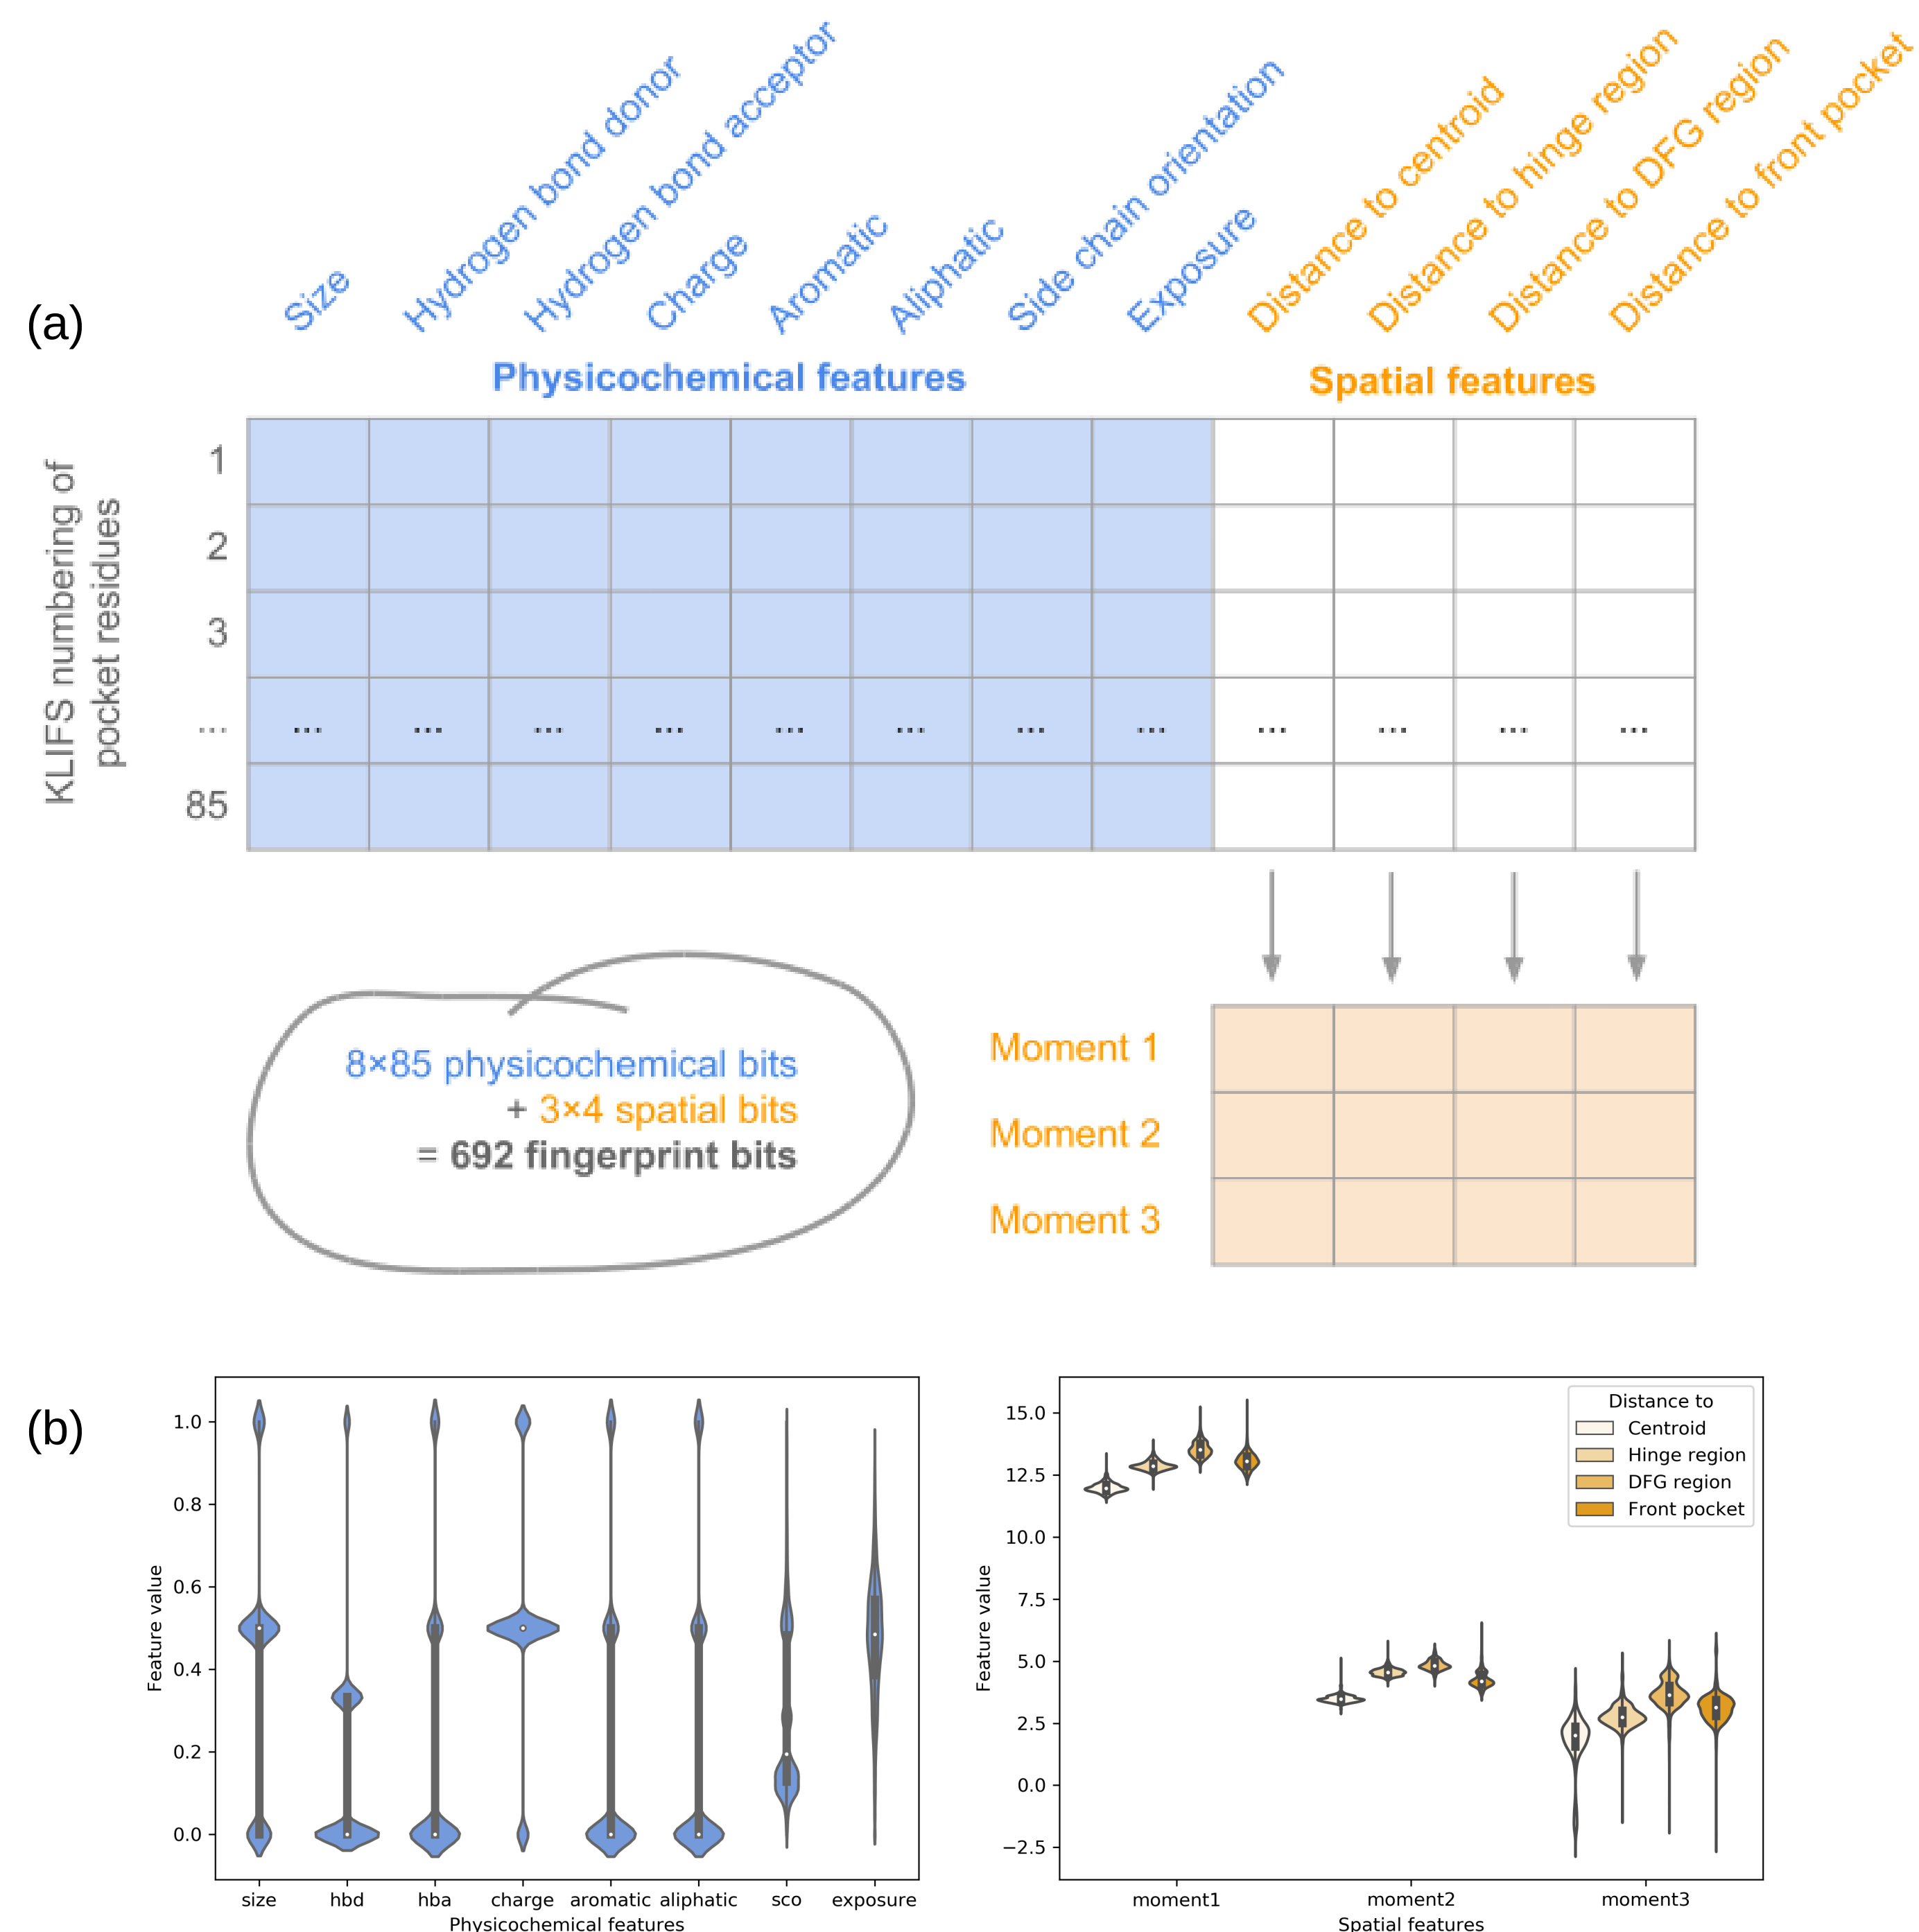 (a)
Size
Hydrogen bond donor
Hydrogen bond acceptor
Charge
Aromatic
Aliphatic
Side chain orientation
Exposure
Distance to centroid
Distance to hinge region
Distance to DFG region
Distance to front pocket
Physicochemical features
Spatial features
KLIFS numbering of
pocket residues
1
2
3
... ... ... ... ... ... ... ... ... ... ... ... ...
85
8×85 physicochemical bits
+ 3×4 spatial bits
= 692 fingerprint bits
Moment 1
Moment 2
Moment 3
(b)
Feature value
1.0
0.8
0.6
0.4
0.2
0.0
size hbd hba charge aromatic aliphatic sco exposure
Physicochemical features
Feature value
15.0
12.5
10.0
7.5
5.0
2.5
0.0
−2.5
Distance to
Centroid
Hinge region
DFG region
Front pocket
moment1 moment2 moment3
Spatial features